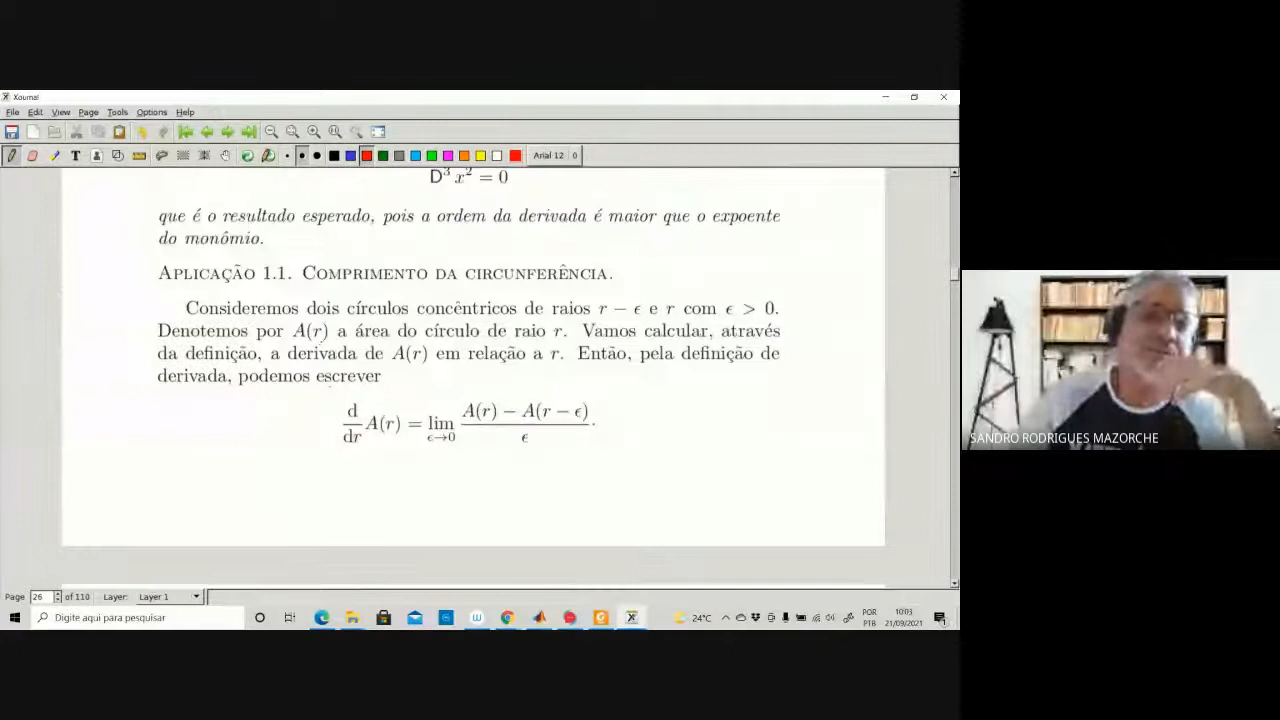 Xournal
File Edit View Page Tools Options Help
Arial 12 0
D³ x² = 0
que é o resultado esperado, pois a ordem da derivada é maior que o expoente
do monômio.
Aplicação 1.1. Comprimento da circunferência.
Consideremos dois círculos concêntricos de raios r − ϵ e r com ϵ > 0.
Denotemos por A(r) a área do círculo de raio r. Vamos calcular, através
da definição, a derivada de A(r) em relação a r. Então, pela definição de
derivada, podemos escrever
d/dr A(r) = lim ϵ→0 A(r) − A(r − ϵ)/ϵ ·
SANDRO RODRIGUES MAZORCHE
Page 26 of 110 Layer: Layer 1
Digite aqui para pesquisar
24°C
POR
PTB
10:03
21/09/2021